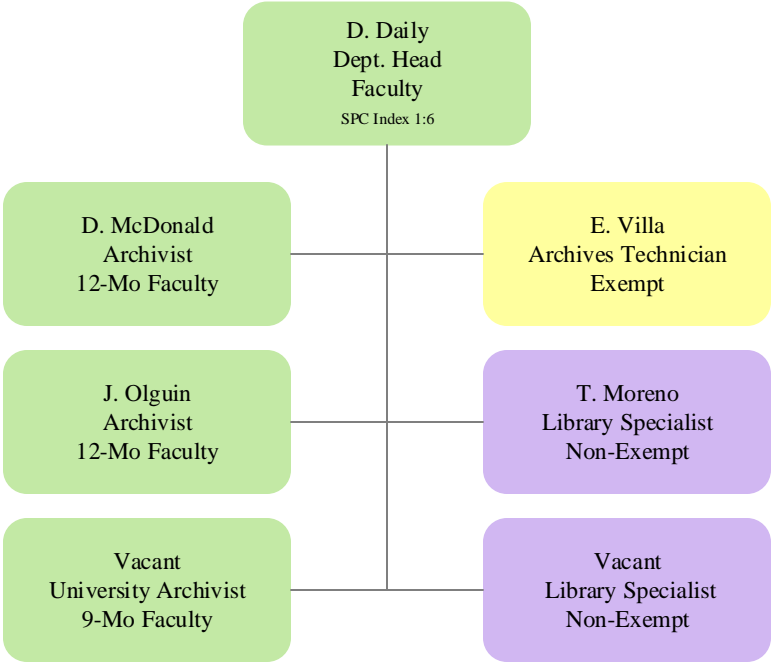 D. Daily
Dept. Head
Faculty
SPC Index 1:6
D. McDonald
Archivist
12-Mo Faculty
E. Villa
Archives Technician
Exempt
J. Olguin
Archivist
12-Mo Faculty
T. Moreno
Library Specialist
Non-Exempt
Vacant
University Archivist
9-Mo Faculty
Vacant
Library Specialist
Non-Exempt